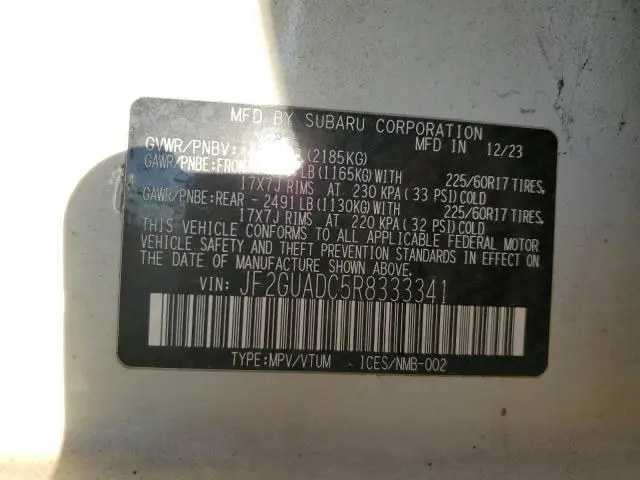 MFD BY SUBARU CORPORATION
GVWR/PNBV: (2185KG) MFD IN 12/23
GAWR/PNBE:FRON LB(1165KG)WITH 225/60R17 TIRES,
17X7J RIMS AT 230 KPA(33 PSI)COLD
GAWR/PNBE:REAR - 2491LB(1130KG)WITH 225/60R17 TIRES,
17X7J RIMS AT 220 KPA(32 PSI)COLD
THIS VEHICLE CONFORMS TO ALL APPLICABLE FEDERAL MOTOR
VEHICLE SAFETY AND THEFT PREVENTION STANDARDS IN EFFECT ON
THE DATE OF MANUFACTURE SHOWN ABOVE.
VIN: JF2GUADC5R8333341
TYPE:MPV/VTUM ICES/NMB-002